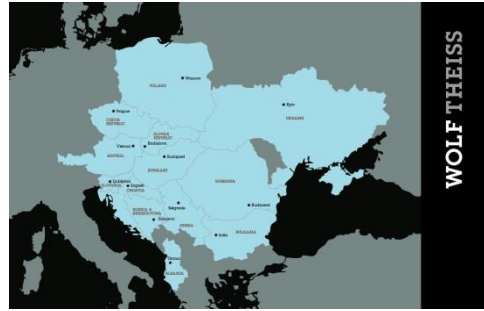 POLAND
Warsaw
Prague
CZECH
REPUBLIC
Kyiv
UKRAINE
SLOVAK
REPUBLIC
Vienna
Bratislava
AUSTRIA
Budapest
HUNGARY
Ljubljana
SLOVENIA
Zagreb
CROATIA
ROMANIA
BOSNIA &
HERZEGOVINA
Belgrade
Bucharest
Sarajevo
SERBIA
Sofia
BULGARIA
Tirana
ALBANIA
WOLF THEISS